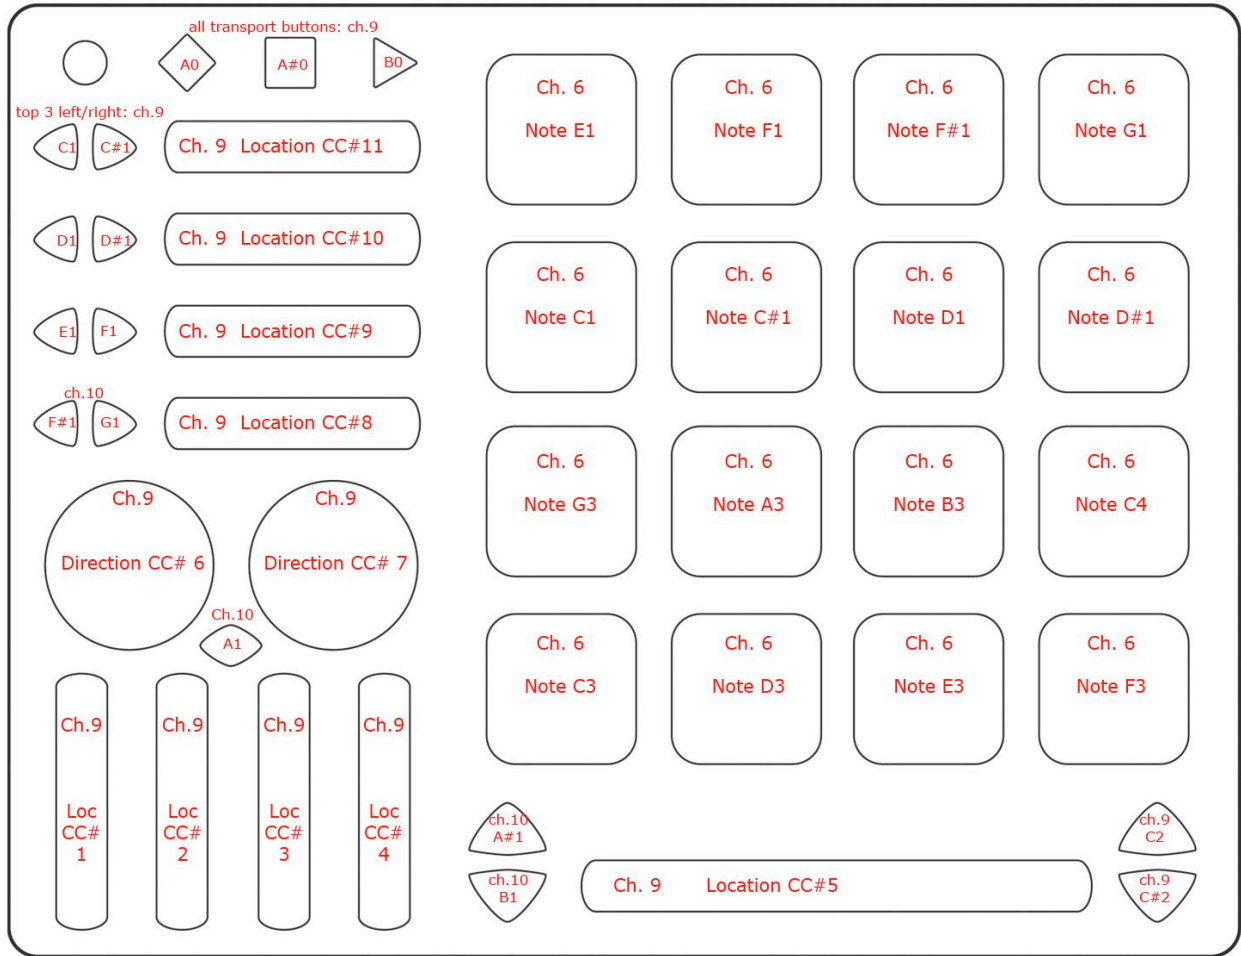 all transport buttons: ch.9
A0
A#0
B0
top 3 left/right: ch.9
C1
C#1
Ch. 9 Location CC#11
D1
D#1
Ch. 9 Location CC#10
E1
F1
Ch. 9 Location CC#9
ch.10
F#1
G1
Ch. 9 Location CC#8
Ch.9
Direction CC# 6
Ch.9
Direction CC# 7
Ch.10
A1
Ch.9
Loc
CC#
1
Ch.9
Loc
CC#
2
Ch.9
Loc
CC#
3
Ch.9
Loc
CC#
4
Ch. 6
Note E1
Ch. 6
Note F1
Ch. 6
Note F#1
Ch. 6
Note G1
Ch. 6
Note C1
Ch. 6
Note C#1
Ch. 6
Note D1
Ch. 6
Note D#1
Ch. 6
Note G3
Ch. 6
Note A3
Ch. 6
Note B3
Ch. 6
Note C4
Ch. 6
Note C3
Ch. 6
Note D3
Ch. 6
Note E3
Ch. 6
Note F3
ch.10
A#1
ch.10
B1
Ch. 9 Location CC#5
ch.9
C2
ch.9
C#2